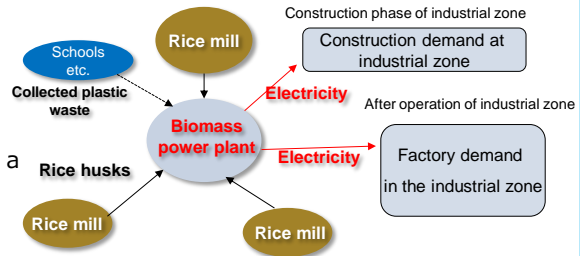 Construction phase of industrial zone
Rice mill
Construction demand at
industrial zone
Schools
etc.
Collected plastic
waste
Electricity
After operation of industrial zone
Biomass
power plant
Electricity
Factory demand
in the industrial zone
a
Rice husks
Rice mill
Rice mill